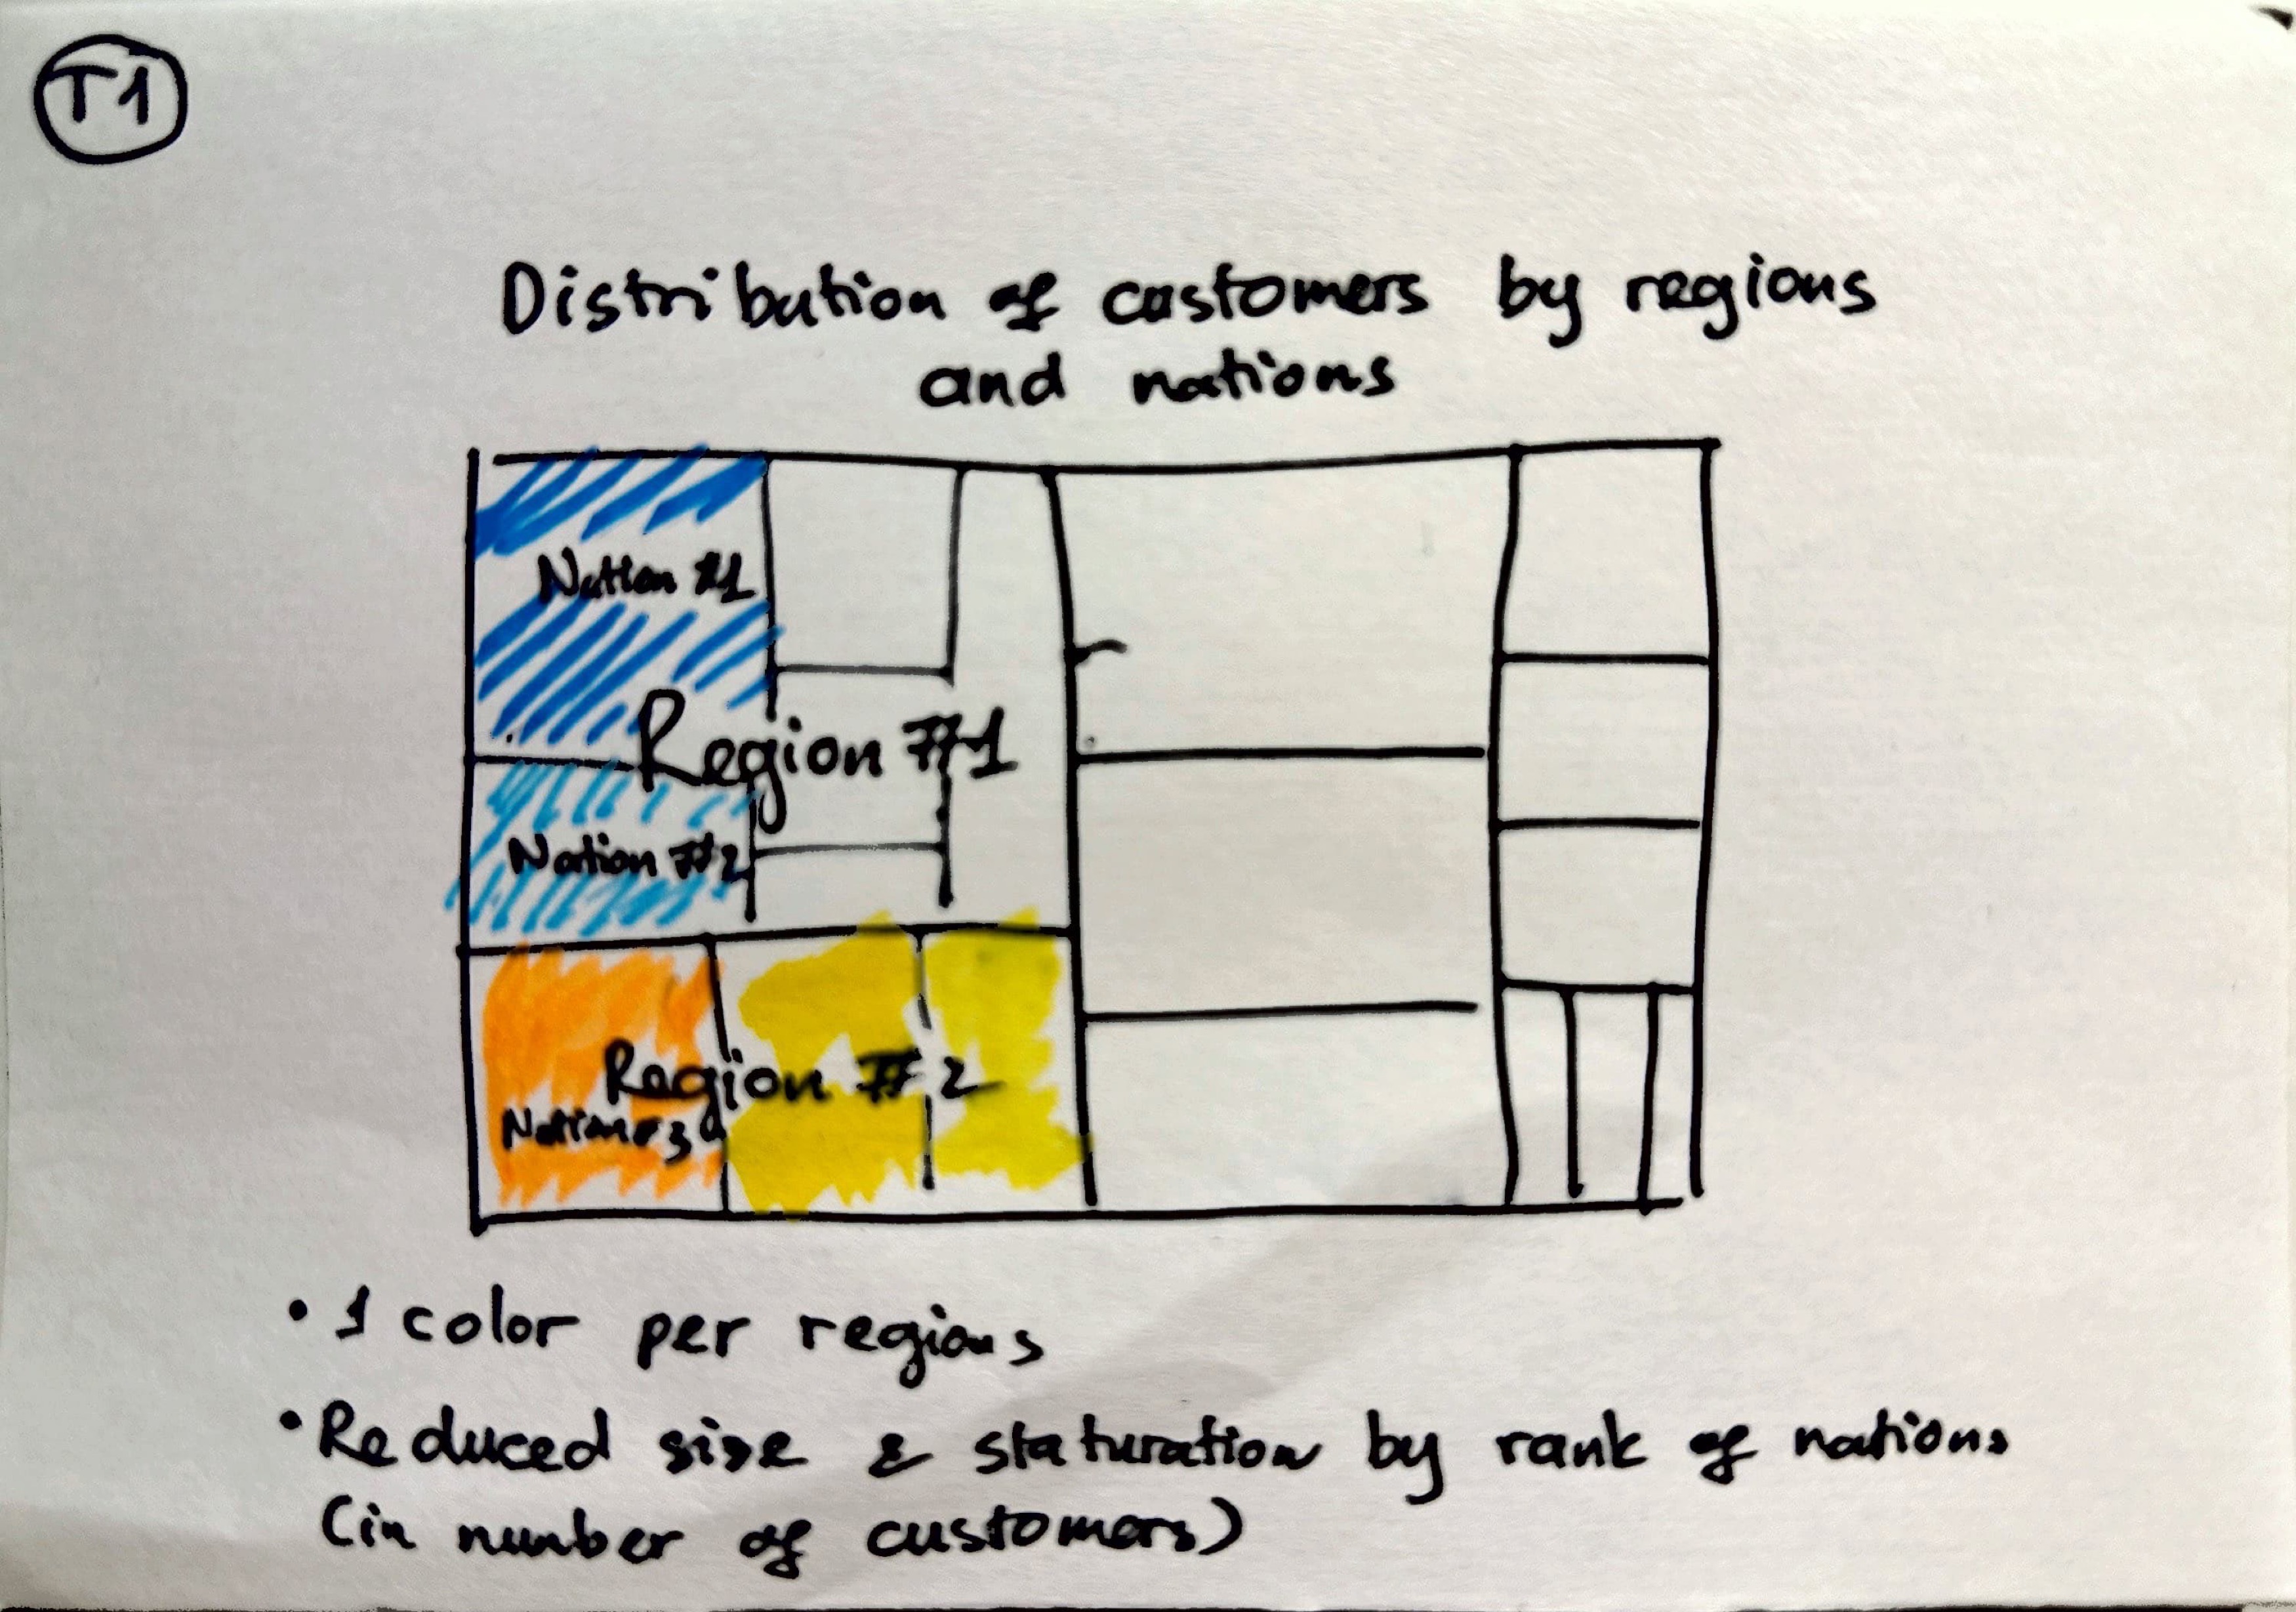 T1
Distribution of customers by regions
and nations
Nation #1
Region #1
Nation #2
Region #2
Nation #3
• 1 color per regions
• Reduced size & staturation by rank of nations
(in number of customers)